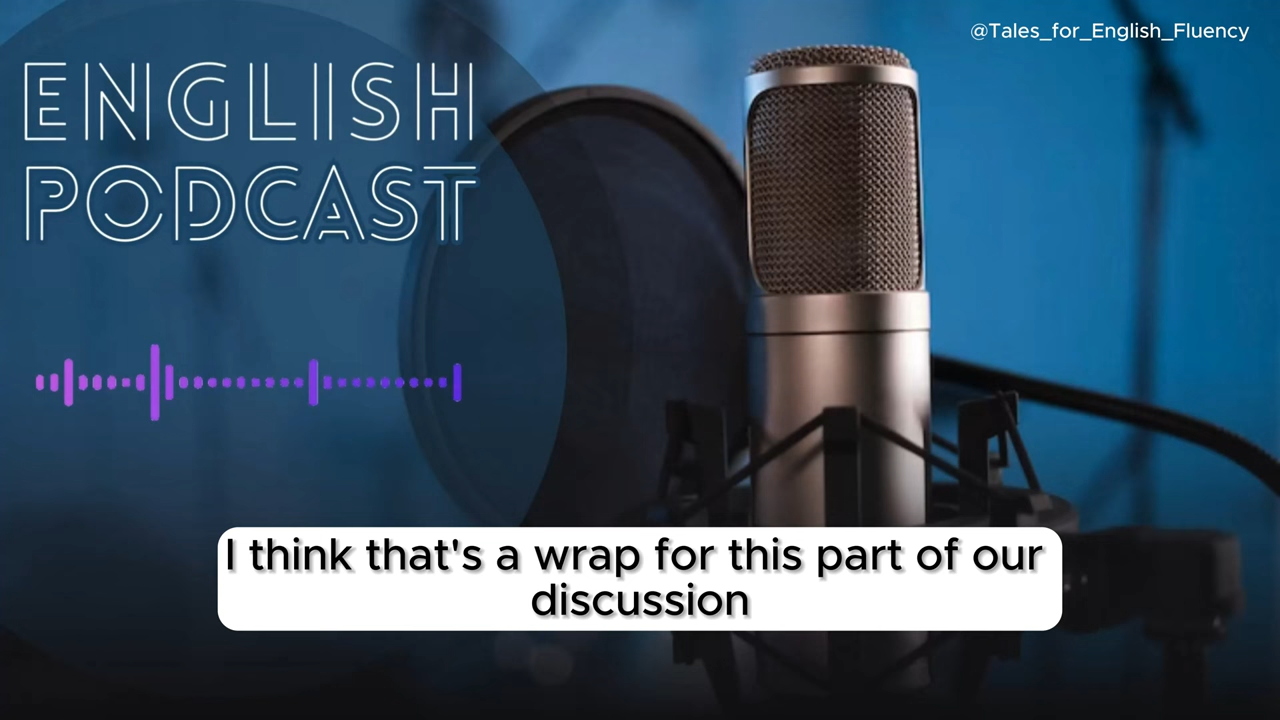 @Tales_for_English_Fluency
ENGLISH
PODCAST
I think that's a wrap for this part of our
discussion